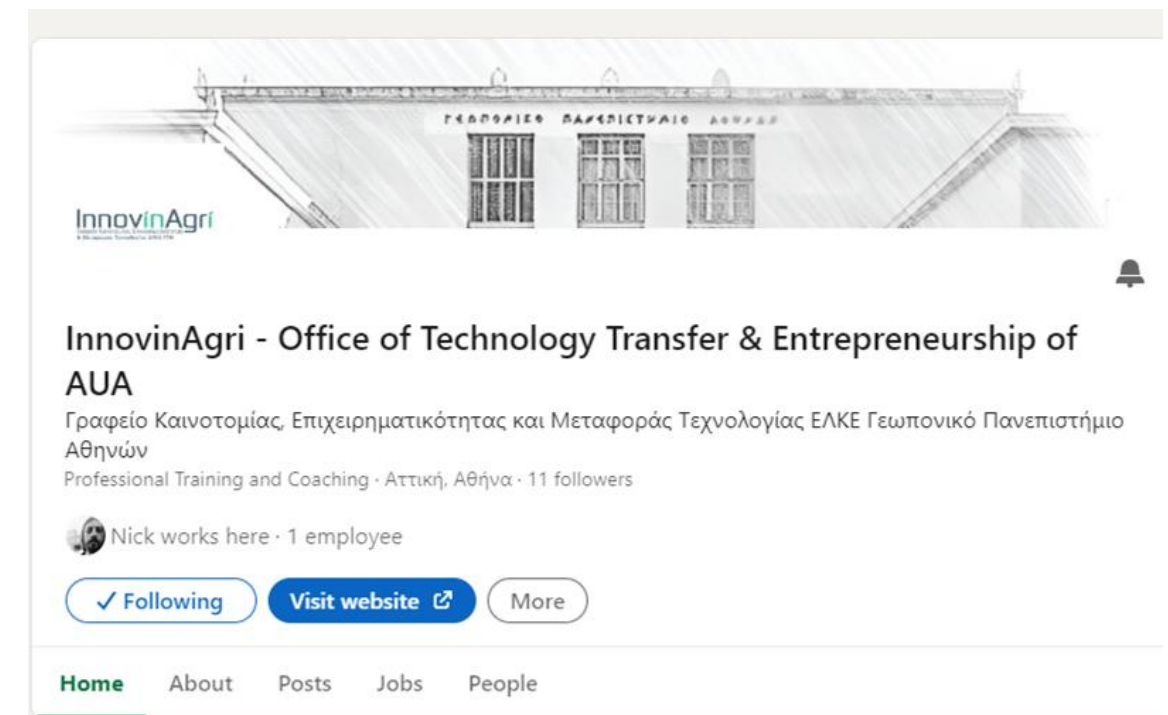 ΓΕΩΠΟΝΙΚΟ ΠΑΝΕΠΙΣΤΗΜΙΟ ΑΘΗΝΩΝ
InnovinAgri
InnovinAgri - Office of Technology Transfer & Entrepreneurship of
AUA
Γραφείο Καινοτομίας, Επιχειρηματικότητας και Μεταφοράς Τεχνολογίας ΕΛΚΕ Γεωπονικό Πανεπιστήμιο
Αθηνών
Professional Training and Coaching · Αττική, Αθήνα · 11 followers
Nick works here · 1 employee
Following
Visit website
More
Home About Posts Jobs People